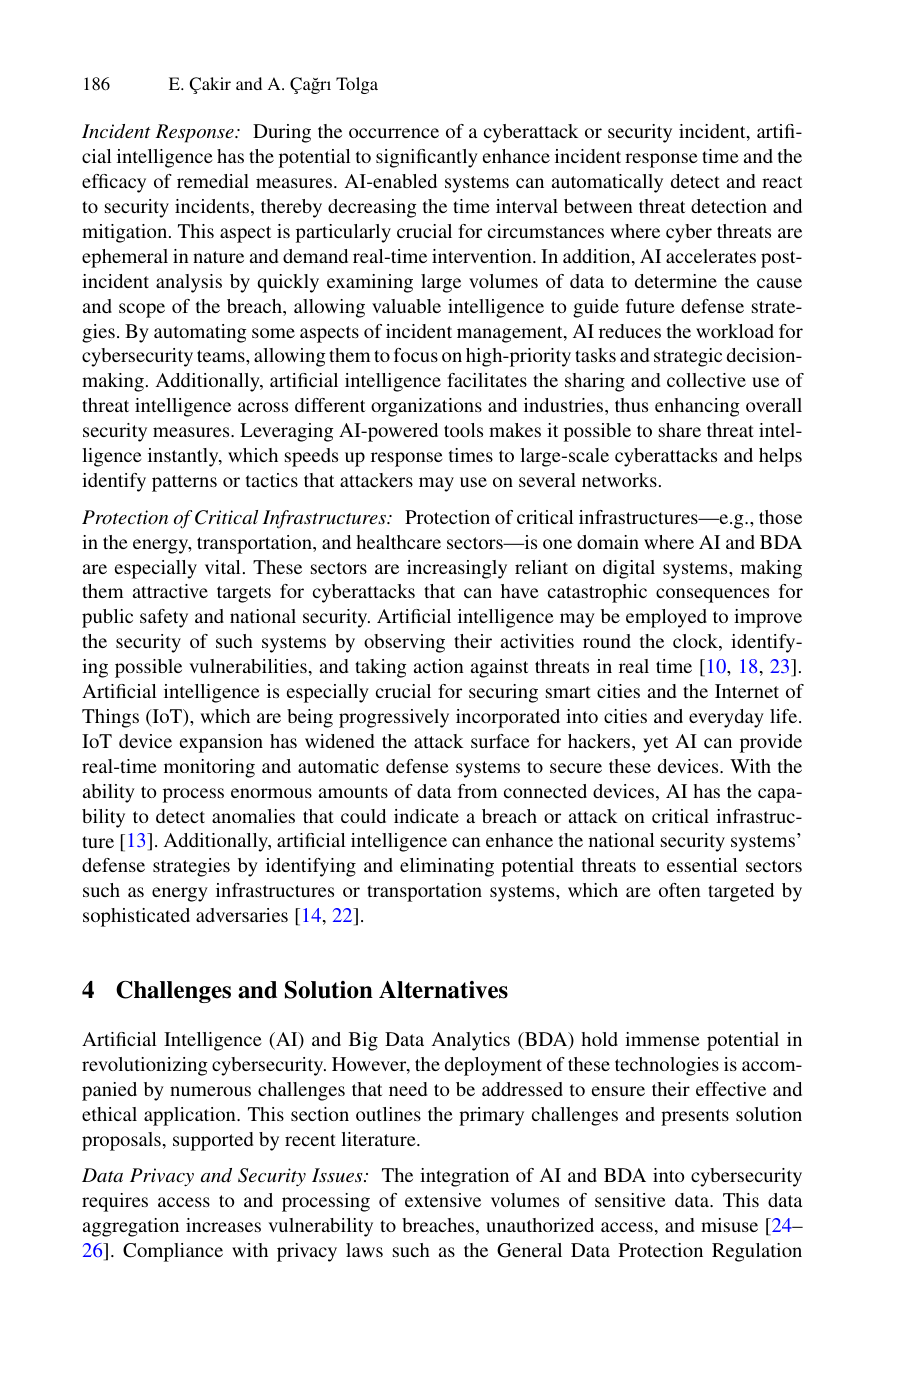 186 E. Çakir and A. Çağrı Tolga
Incident Response: During the occurrence of a cyberattack or security incident, artifi-
cial intelligence has the potential to significantly enhance incident response time and the
efficacy of remedial measures. AI-enabled systems can automatically detect and react
to security incidents, thereby decreasing the time interval between threat detection and
mitigation. This aspect is particularly crucial for circumstances where cyber threats are
ephemeral in nature and demand real-time intervention. In addition, AI accelerates post-
incident analysis by quickly examining large volumes of data to determine the cause
and scope of the breach, allowing valuable intelligence to guide future defense strate-
gies. By automating some aspects of incident management, AI reduces the workload for
cybersecurity teams, allowing them to focus on high-priority tasks and strategic decision-
making. Additionally, artificial intelligence facilitates the sharing and collective use of
threat intelligence across different organizations and industries, thus enhancing overall
security measures. Leveraging AI-powered tools makes it possible to share threat intel-
ligence instantly, which speeds up response times to large-scale cyberattacks and helps
identify patterns or tactics that attackers may use on several networks.
Protection of Critical Infrastructures: Protection of critical infrastructures—e.g., those
in the energy, transportation, and healthcare sectors—is one domain where AI and BDA
are especially vital. These sectors are increasingly reliant on digital systems, making
them attractive targets for cyberattacks that can have catastrophic consequences for
public safety and national security. Artificial intelligence may be employed to improve
the security of such systems by observing their activities round the clock, identify-
ing possible vulnerabilities, and taking action against threats in real time [10, 18, 23].
Artificial intelligence is especially crucial for securing smart cities and the Internet of
Things (IoT), which are being progressively incorporated into cities and everyday life.
IoT device expansion has widened the attack surface for hackers, yet AI can provide
real-time monitoring and automatic defense systems to secure these devices. With the
ability to process enormous amounts of data from connected devices, AI has the capa-
bility to detect anomalies that could indicate a breach or attack on critical infrastruc-
ture [13]. Additionally, artificial intelligence can enhance the national security systems’
defense strategies by identifying and eliminating potential threats to essential sectors
such as energy infrastructures or transportation systems, which are often targeted by
sophisticated adversaries [14, 22].
4 Challenges and Solution Alternatives
Artificial Intelligence (AI) and Big Data Analytics (BDA) hold immense potential in
revolutionizing cybersecurity. However, the deployment of these technologies is accom-
panied by numerous challenges that need to be addressed to ensure their effective and
ethical application. This section outlines the primary challenges and presents solution
proposals, supported by recent literature.
Data Privacy and Security Issues: The integration of AI and BDA into cybersecurity
requires access to and processing of extensive volumes of sensitive data. This data
aggregation increases vulnerability to breaches, unauthorized access, and misuse [24–
26]. Compliance with privacy laws such as the General Data Protection Regulation